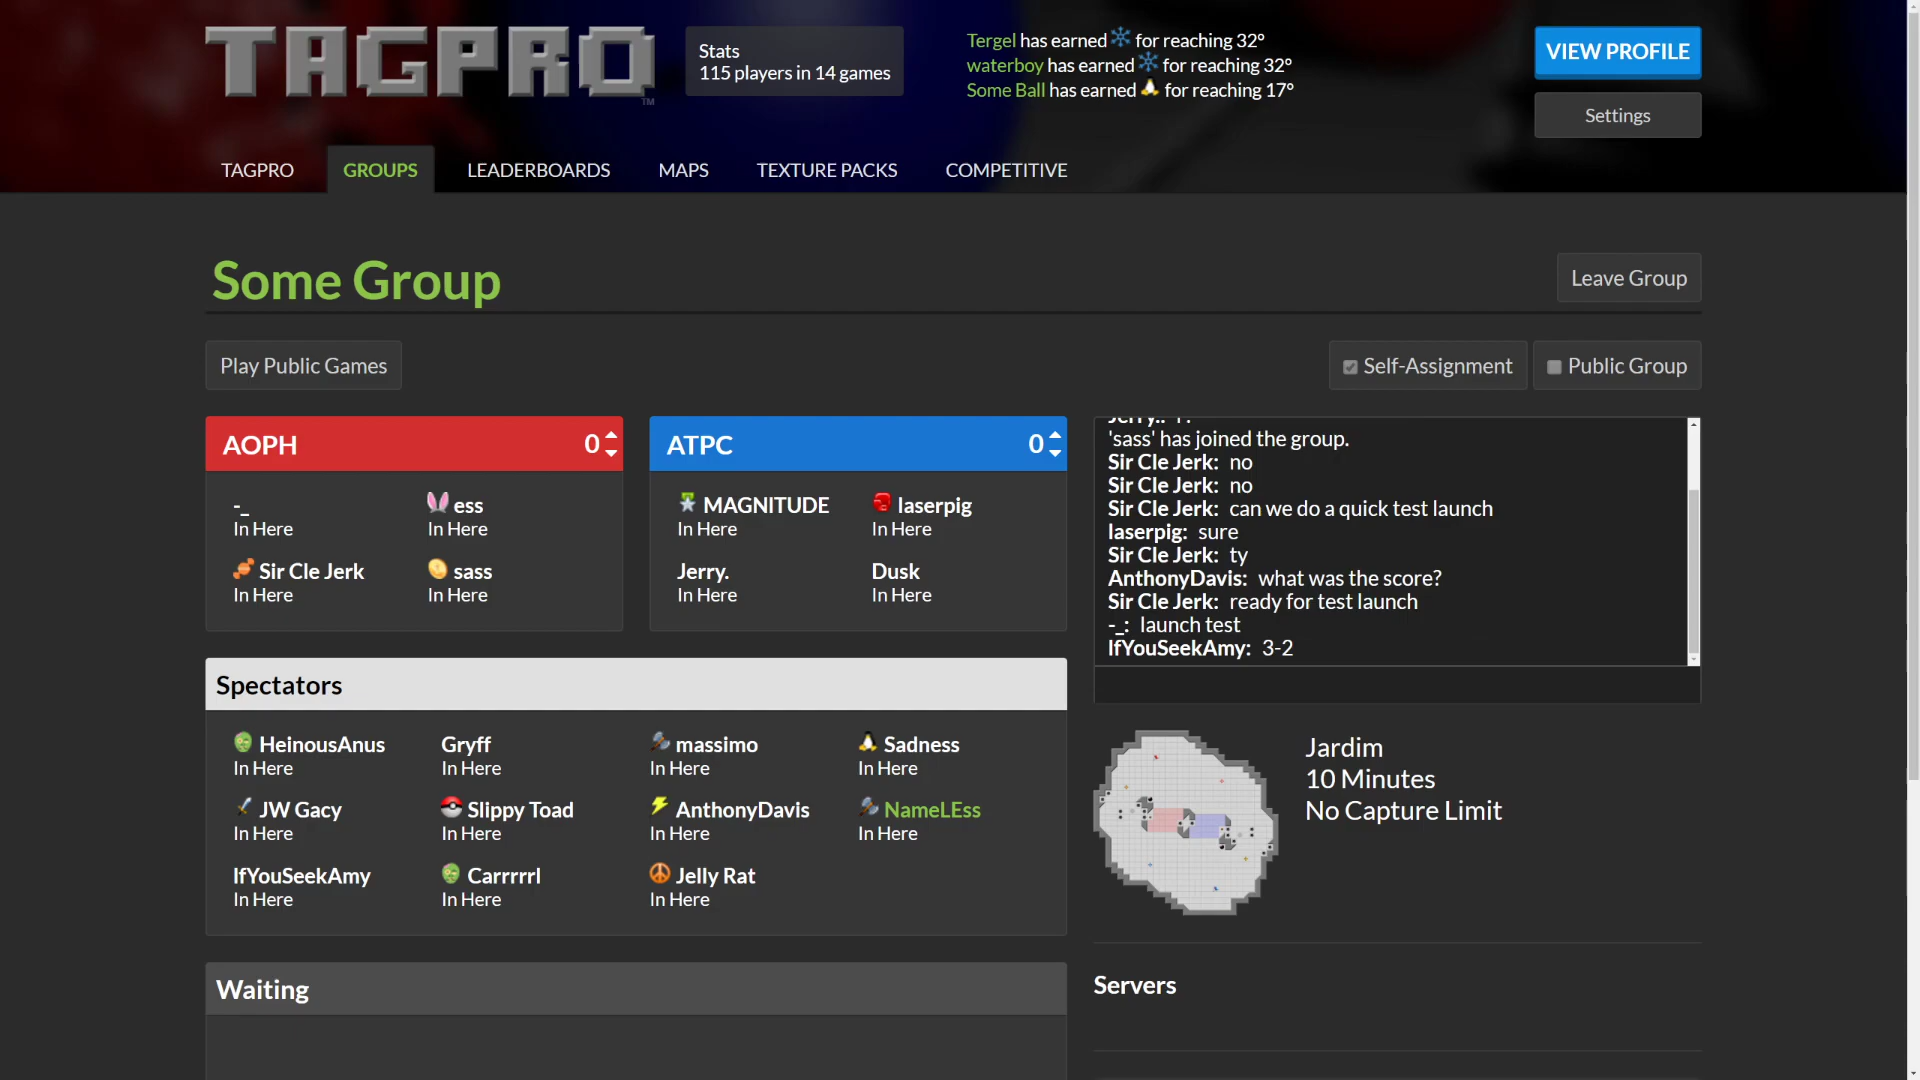 TAGPRO
TM
Stats
115 players in 14 games
Tergel has earned for reaching 32°
waterboy has earned for reaching 32°
Some Ball has earned for reaching 17°
VIEW PROFILE
Settings
TAGPRO GROUPS LEADERBOARDS MAPS TEXTURE PACKS COMPETITIVE
Some Group
Leave Group
Play Public Games
Self-Assignment
Public Group
AOPH 0
-_ ess
In Here In Here
Sir Cle Jerk sass
In Here In Here
ATPC 0
MAGNITUDE laserpig
In Here In Here
Jerry. Dusk
In Here In Here
'sass' has joined the group.
Sir Cle Jerk: no
Sir Cle Jerk: no
Sir Cle Jerk: can we do a quick test launch
laserpig: sure
Sir Cle Jerk: ty
AnthonyDavis: what was the score?
Sir Cle Jerk: ready for test launch
-_: launch test
IfYouSeekAmy: 3-2
Spectators
HeinousAnus Gryff massimo Sadness
In Here In Here In Here In Here
JW Gacy Slippy Toad AnthonyDavis NameLEss
In Here In Here In Here In Here
IfYouSeekAmy Carrrrrl Jelly Rat
In Here In Here In Here
Jardim
10 Minutes
No Capture Limit
Waiting
Servers